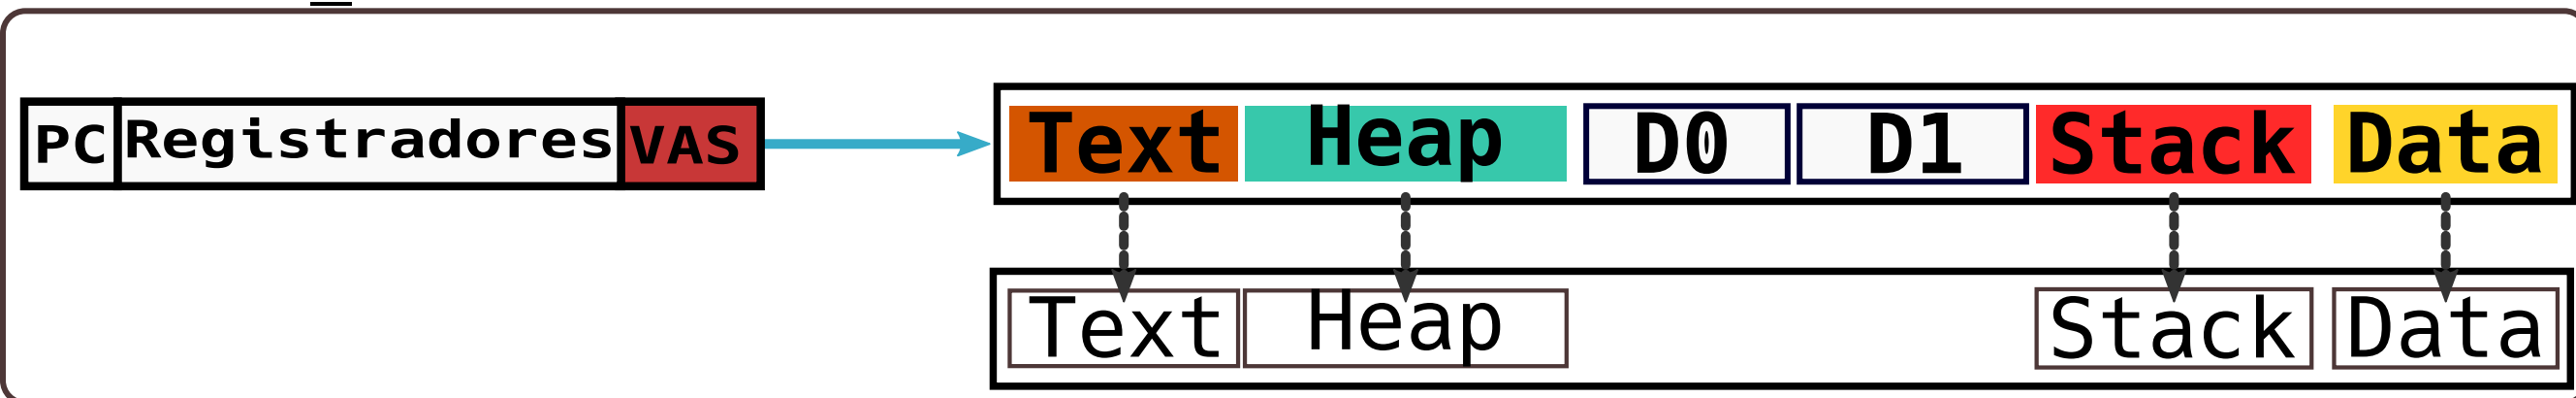 PC Registradores VAS Text Heap D0 D1 Stack Data
Text Heap Stack Data